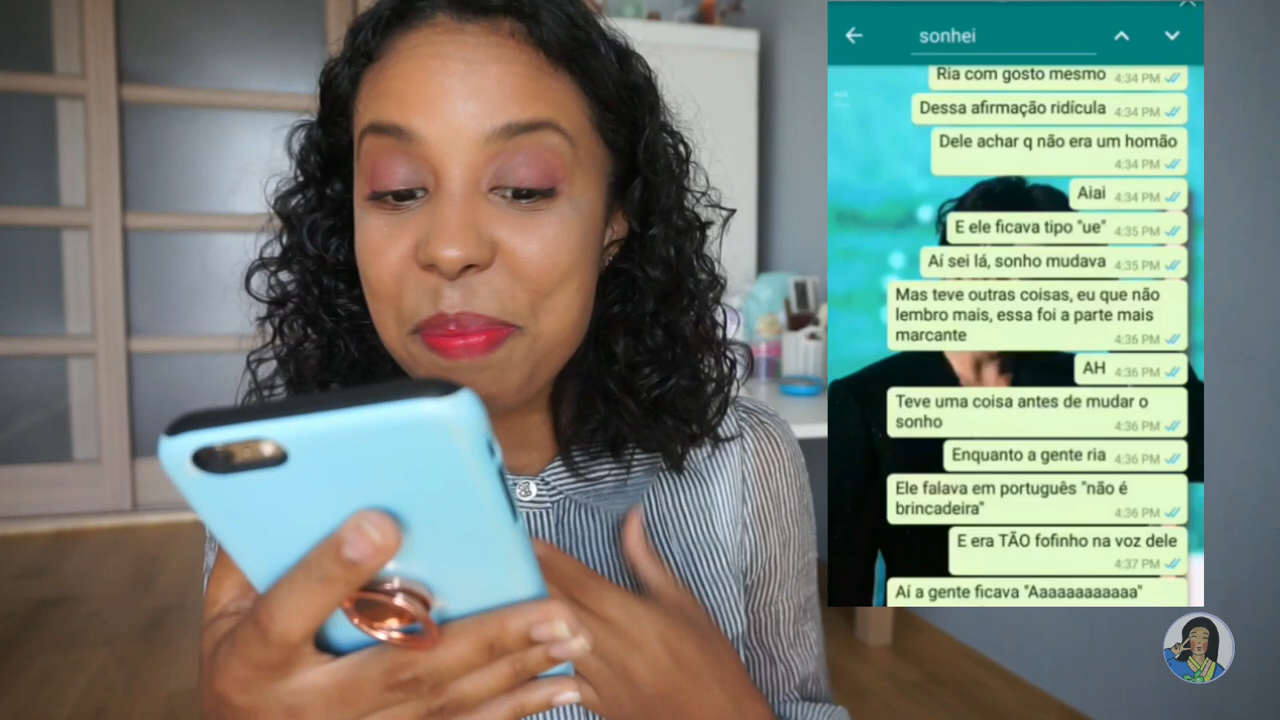 sonhei
Ria com gosto mesmo 4:34 PM
Dessa afirmação ridícula 4:34 PM
Dele achar q não era um homão
4:34 PM
Aiai 4:34 PM
E ele ficava tipo "ue" 4:35 PM
Aí sei lá, sonho mudava 4:35 PM
Mas teve outras coisas, eu que não
lembro mais, essa foi a parte mais
marcante 4:36 PM
AH 4:36 PM
Teve uma coisa antes de mudar o
sonho 4:36 PM
Enquanto a gente ria 4:36 PM
Ele falava em português "não é
brincadeira" 4:36 PM
E era TÃO fofinho na voz dele
4:37 PM
Aí a gente ficava "Aaaaaaaaaaaa"